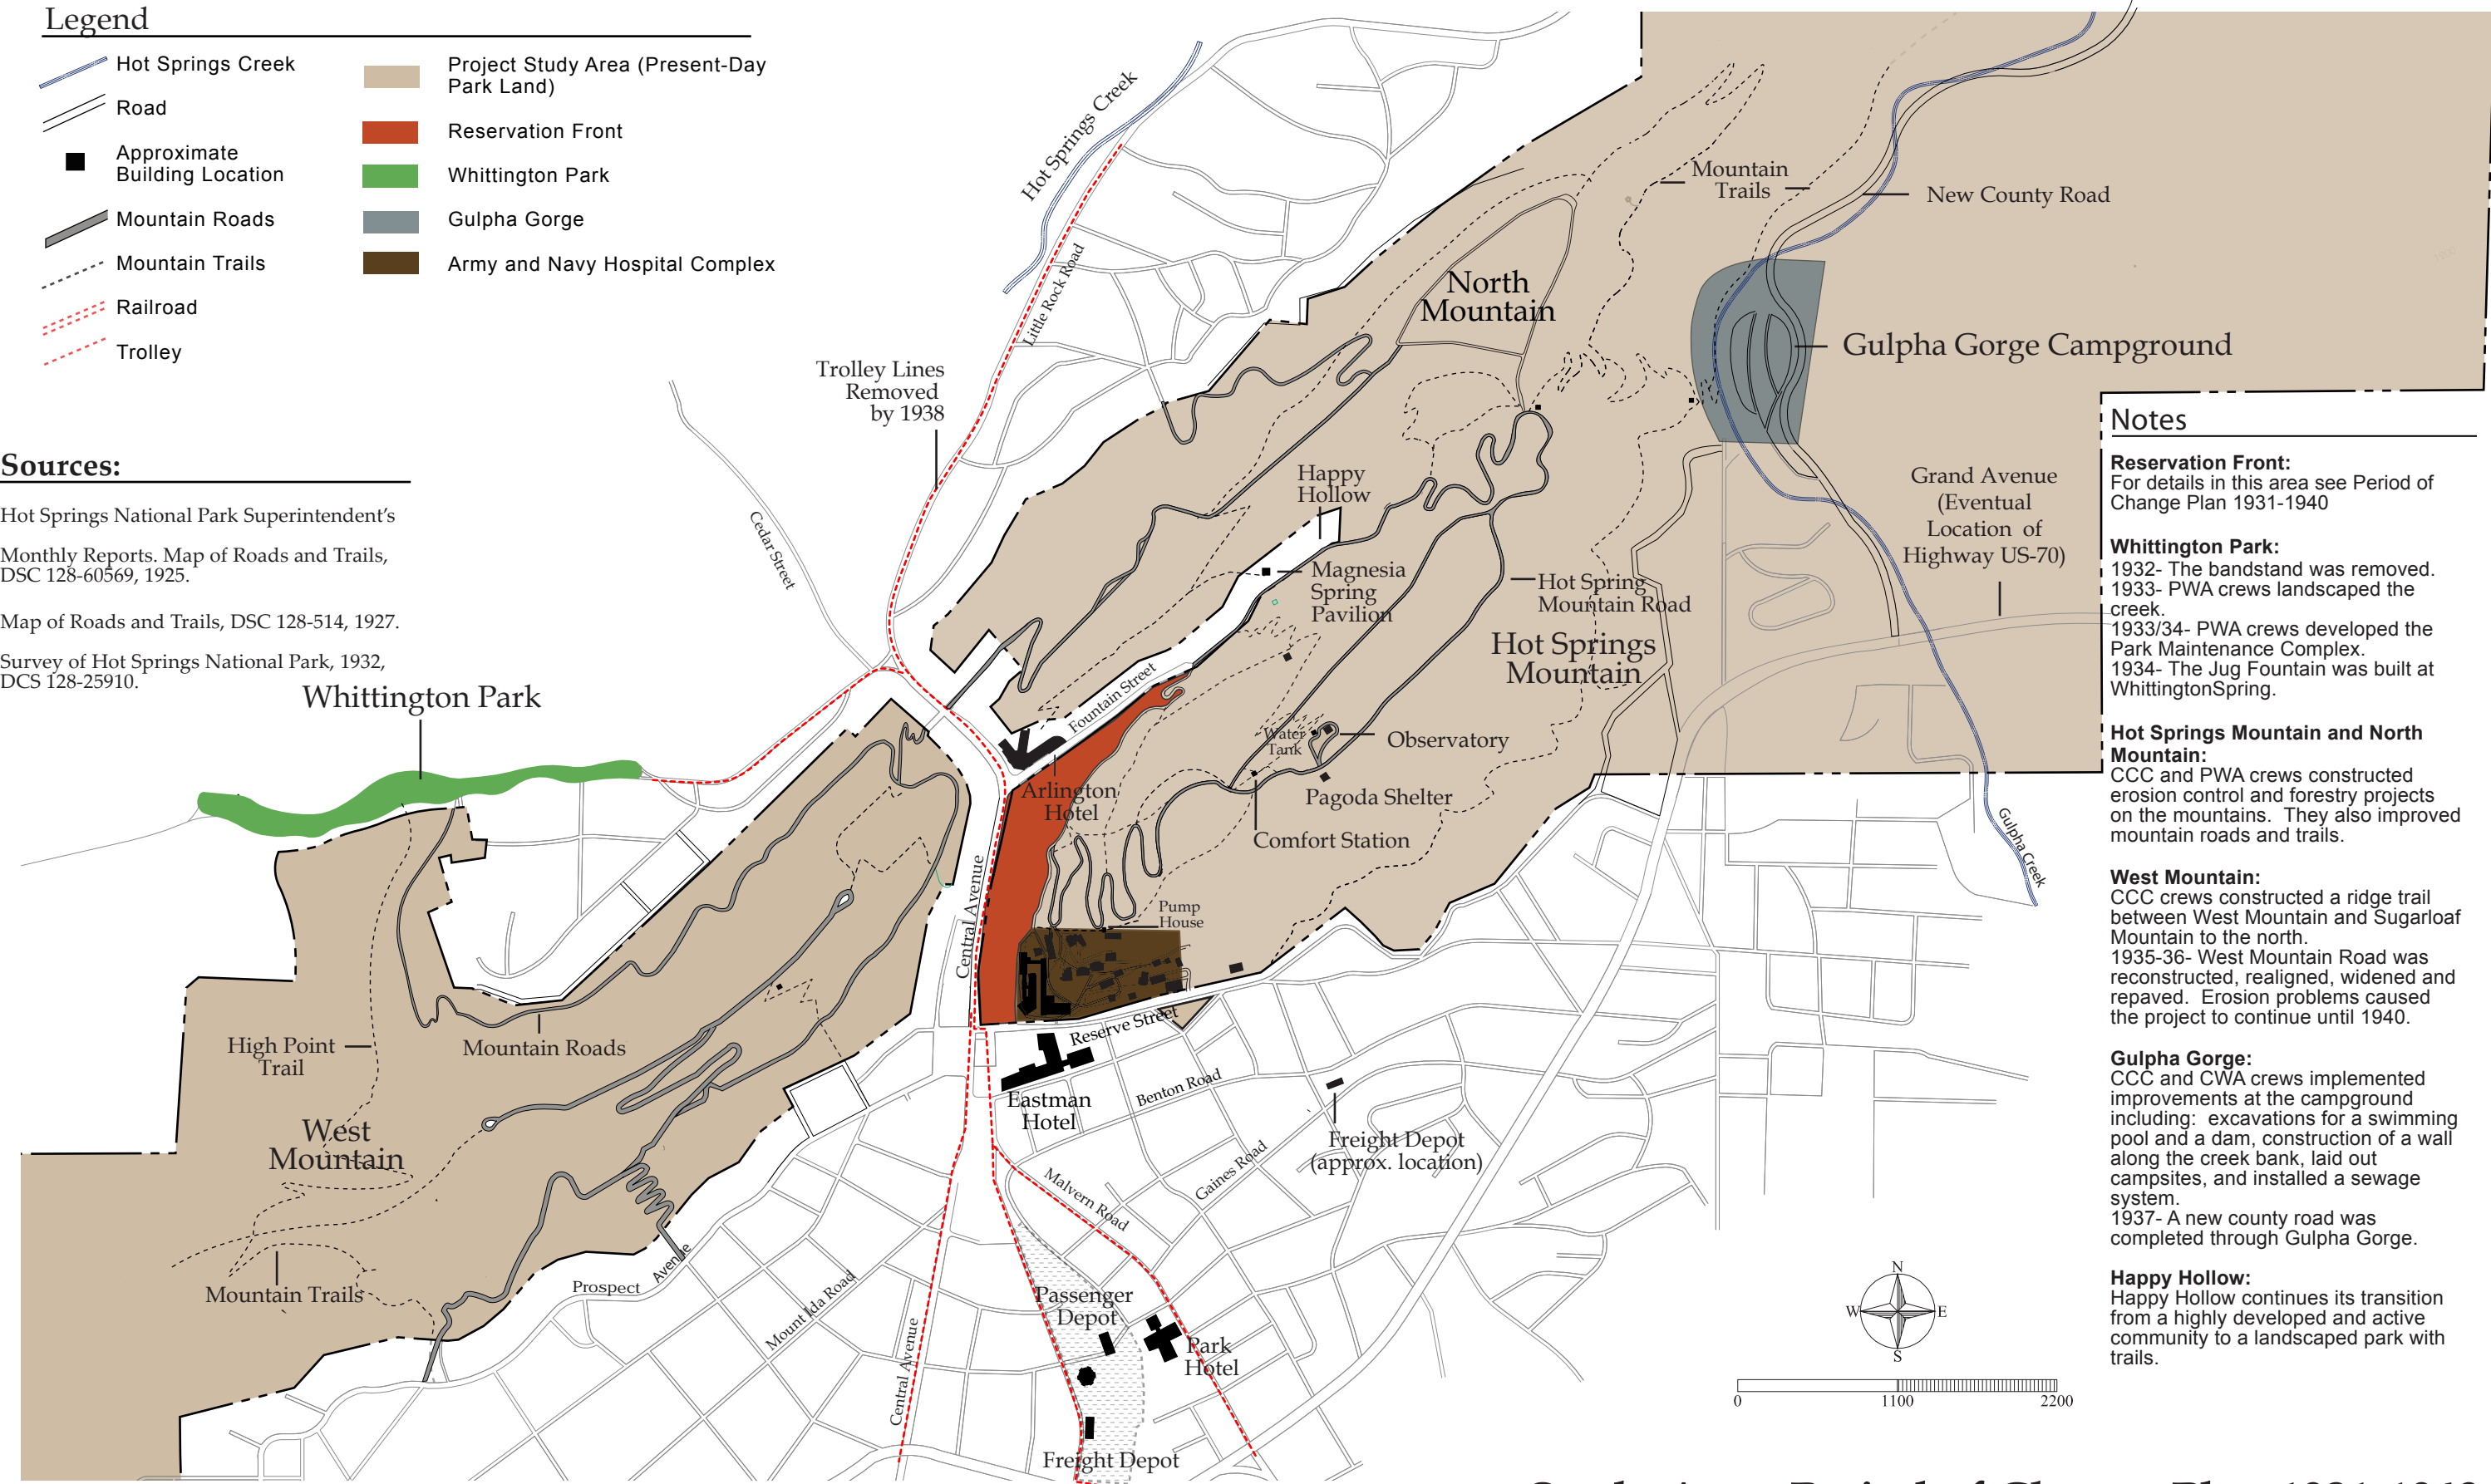 Legend
Hot Springs Creek
Road
Approximate
Building Location
Mountain Roads
Mountain Trails
Railroad
Trolley
Project Study Area (Present-Day
Park Land)
Reservation Front
Whittington Park
Gulpha Gorge
Army and Navy Hospital Complex
Sources:
Hot Springs National Park Superintendent's
Monthly Reports. Map of Roads and Trails,
DSC 128-60569, 1925.
Map of Roads and Trails, DSC 128-514, 1927.
Survey of Hot Springs National Park, 1932,
DCS 128-25910.
Hot Springs Creek
Little Rock Road
Trolley Lines
Removed
by 1938
Cedar Street
Whittington Park
North
Mountain
Mountain
Trails
New County Road
Gulpha Gorge Campground
Happy
Hollow
Magnesia
Spring
Pavilion
Hot Spring
Mountain Road
Hot Springs
Mountain
Grand Avenue
(Eventual
Location of
Highway US-70)
Fountain Street
Water
Tank
Observatory
Arlington
Hotel
Pagoda Shelter
Comfort Station
Gulpha Creek
Central Avenue
Pump
House
Reserve Street
High Point
Trail
Mountain Roads
West
Mountain
Mountain Trails
Eastman
Hotel
Benton Road
Gaines Road
Freight Depot
(approx. location)
Malvern Road
Prospect
Avenue
Mount Ida Road
Central Avenue
Passenger
Depot
Park
Hotel
Freight Depot
Notes
Reservation Front:
For details in this area see Period of
Change Plan 1931-1940
Whittington Park:
1932- The bandstand was removed.
1933- PWA crews landscaped the
creek.
1933/34- PWA crews developed the
Park Maintenance Complex.
1934- The Jug Fountain was built at
WhittingtonSpring.
Hot Springs Mountain and North
Mountain:
CCC and PWA crews constructed
erosion control and forestry projects
on the mountains. They also improved
mountain roads and trails.
West Mountain:
CCC crews constructed a ridge trail
between West Mountain and Sugarloaf
Mountain to the north.
1935-36- West Mountain Road was
reconstructed, realigned, widened and
repaved. Erosion problems caused
the project to continue until 1940.
Gulpha Gorge:
CCC and CWA crews implemented
improvements at the campground
including: excavations for a swimming
pool and a dam, construction of a wall
along the creek bank, laid out
campsites, and installed a sewage
system.
1937- A new county road was
completed through Gulpha Gorge.
Happy Hollow:
Happy Hollow continues its transition
from a highly developed and active
community to a landscaped park with
trails.
N
W E
S
0 1100 2200